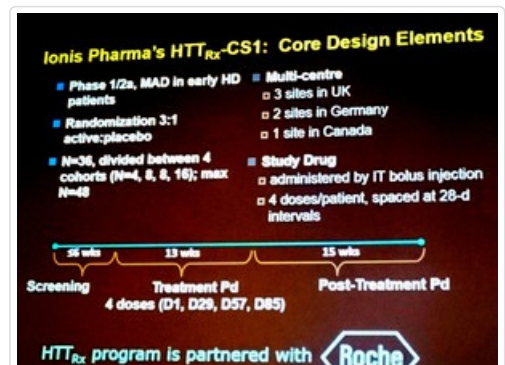 Ionis Pharma's HTTRx-CS1: Core Design Elements
Phase 1/2a, MAD in early HD
patients
Randomization 3:1
active:placebo
N=36, divided between 4
cohorts (N=4, 8, 8, 16); max
N=48
Multi-centre
3 sites in UK
2 sites in Germany
1 site in Canada
Study Drug
administered by IT bolus injection
4 doses/patient, spaced at 28-d
intervals
≤6 wks 13 wks 15 wks
Screening Treatment Pd Post-Treatment Pd
4 doses (D1, D29, D57, D85)
HTTRx program is partnered with Roche